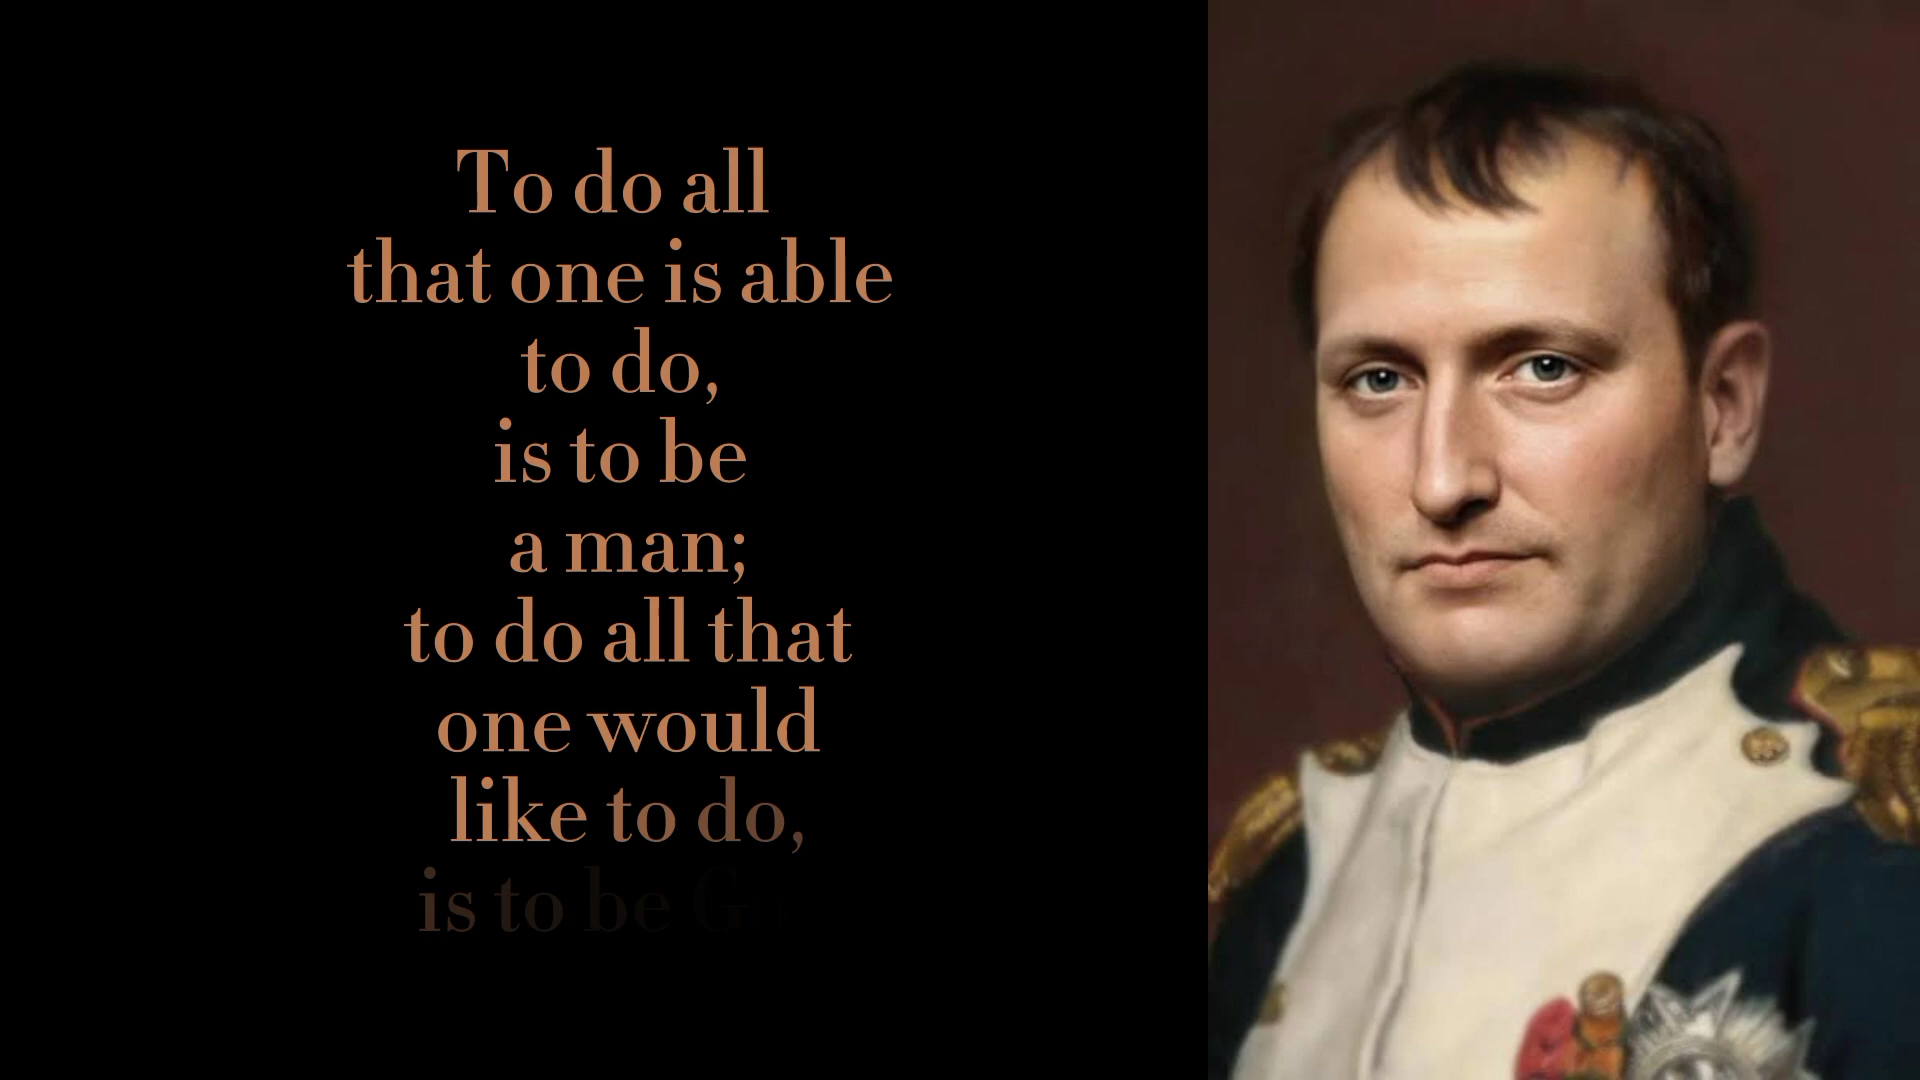 To do all
that one is able
to do,
is to be
a man;
to do all that
one would
like to do,
is to be